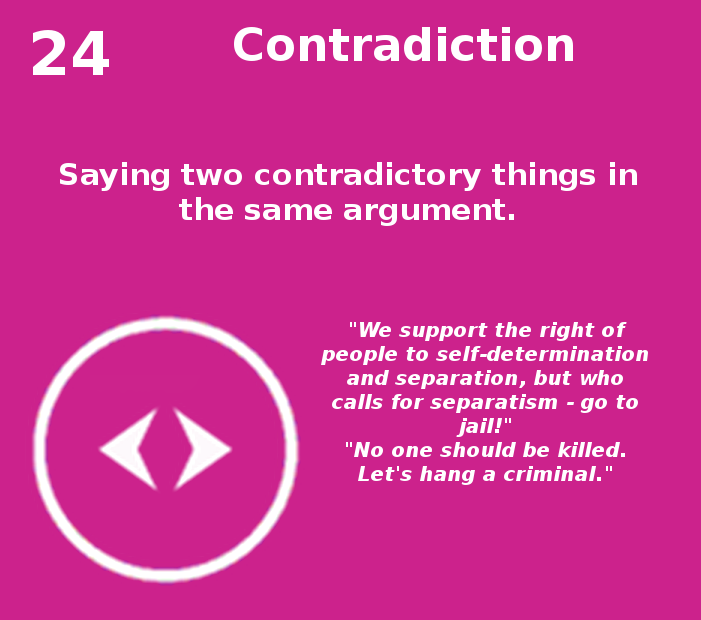 24
Contradiction
Saying two contradictory things in
the same argument.
"We support the right of
people to self-determination
and separation, but who
calls for separatism - go to
jail!"
"No one should be killed.
Let's hang a criminal."